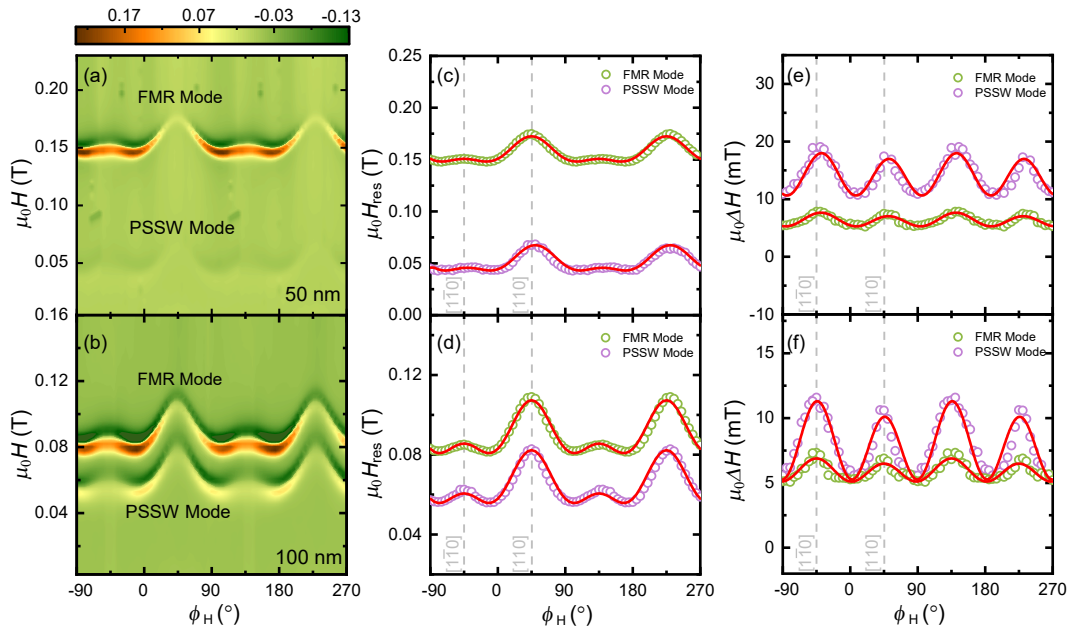 0.17 0.07 -0.03 -0.13
(a)
FMR Mode
PSSW Mode
50 nm
0.20
0.15
0.10
0.05
μ₀H (T)
(b)
FMR Mode
PSSW Mode
100 nm
0.16
0.12
0.08
0.04
μ₀H (T)
-90 0 90 180 270
ϕH (°)
(c)
FMR Mode
PSSW Mode
0.25
0.20
0.15
0.10
0.05
0.00
μ₀Hres (T)
[11̄0]
[110]
(d)
FMR Mode
PSSW Mode
0.12
0.08
0.04
μ₀Hres (T)
[11̄0]
[110]
-90 0 90 180 270
ϕH (°)
(e)
FMR Mode
PSSW Mode
30
20
10
0
-10
μ₀ΔH (mT)
[11̄0]
[110]
(f)
FMR Mode
PSSW Mode
15
10
5
0
μ₀ΔH (mT)
[11̄0]
[110]
-90 0 90 180 270
ϕH (°)